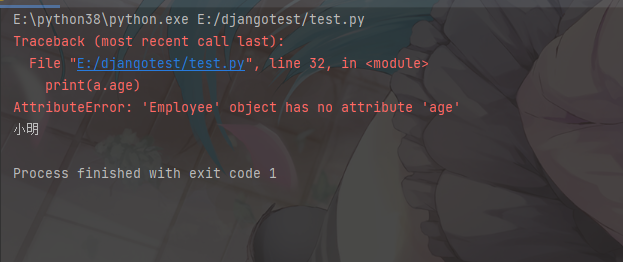 E:\python38\python.exe E:/djangotest/test.py
Traceback (most recent call last):
  File "E:/djangotest/test.py", line 32, in <module>
    print(a.age)
AttributeError: 'Employee' object has no attribute 'age'
小明
Process finished with exit code 1